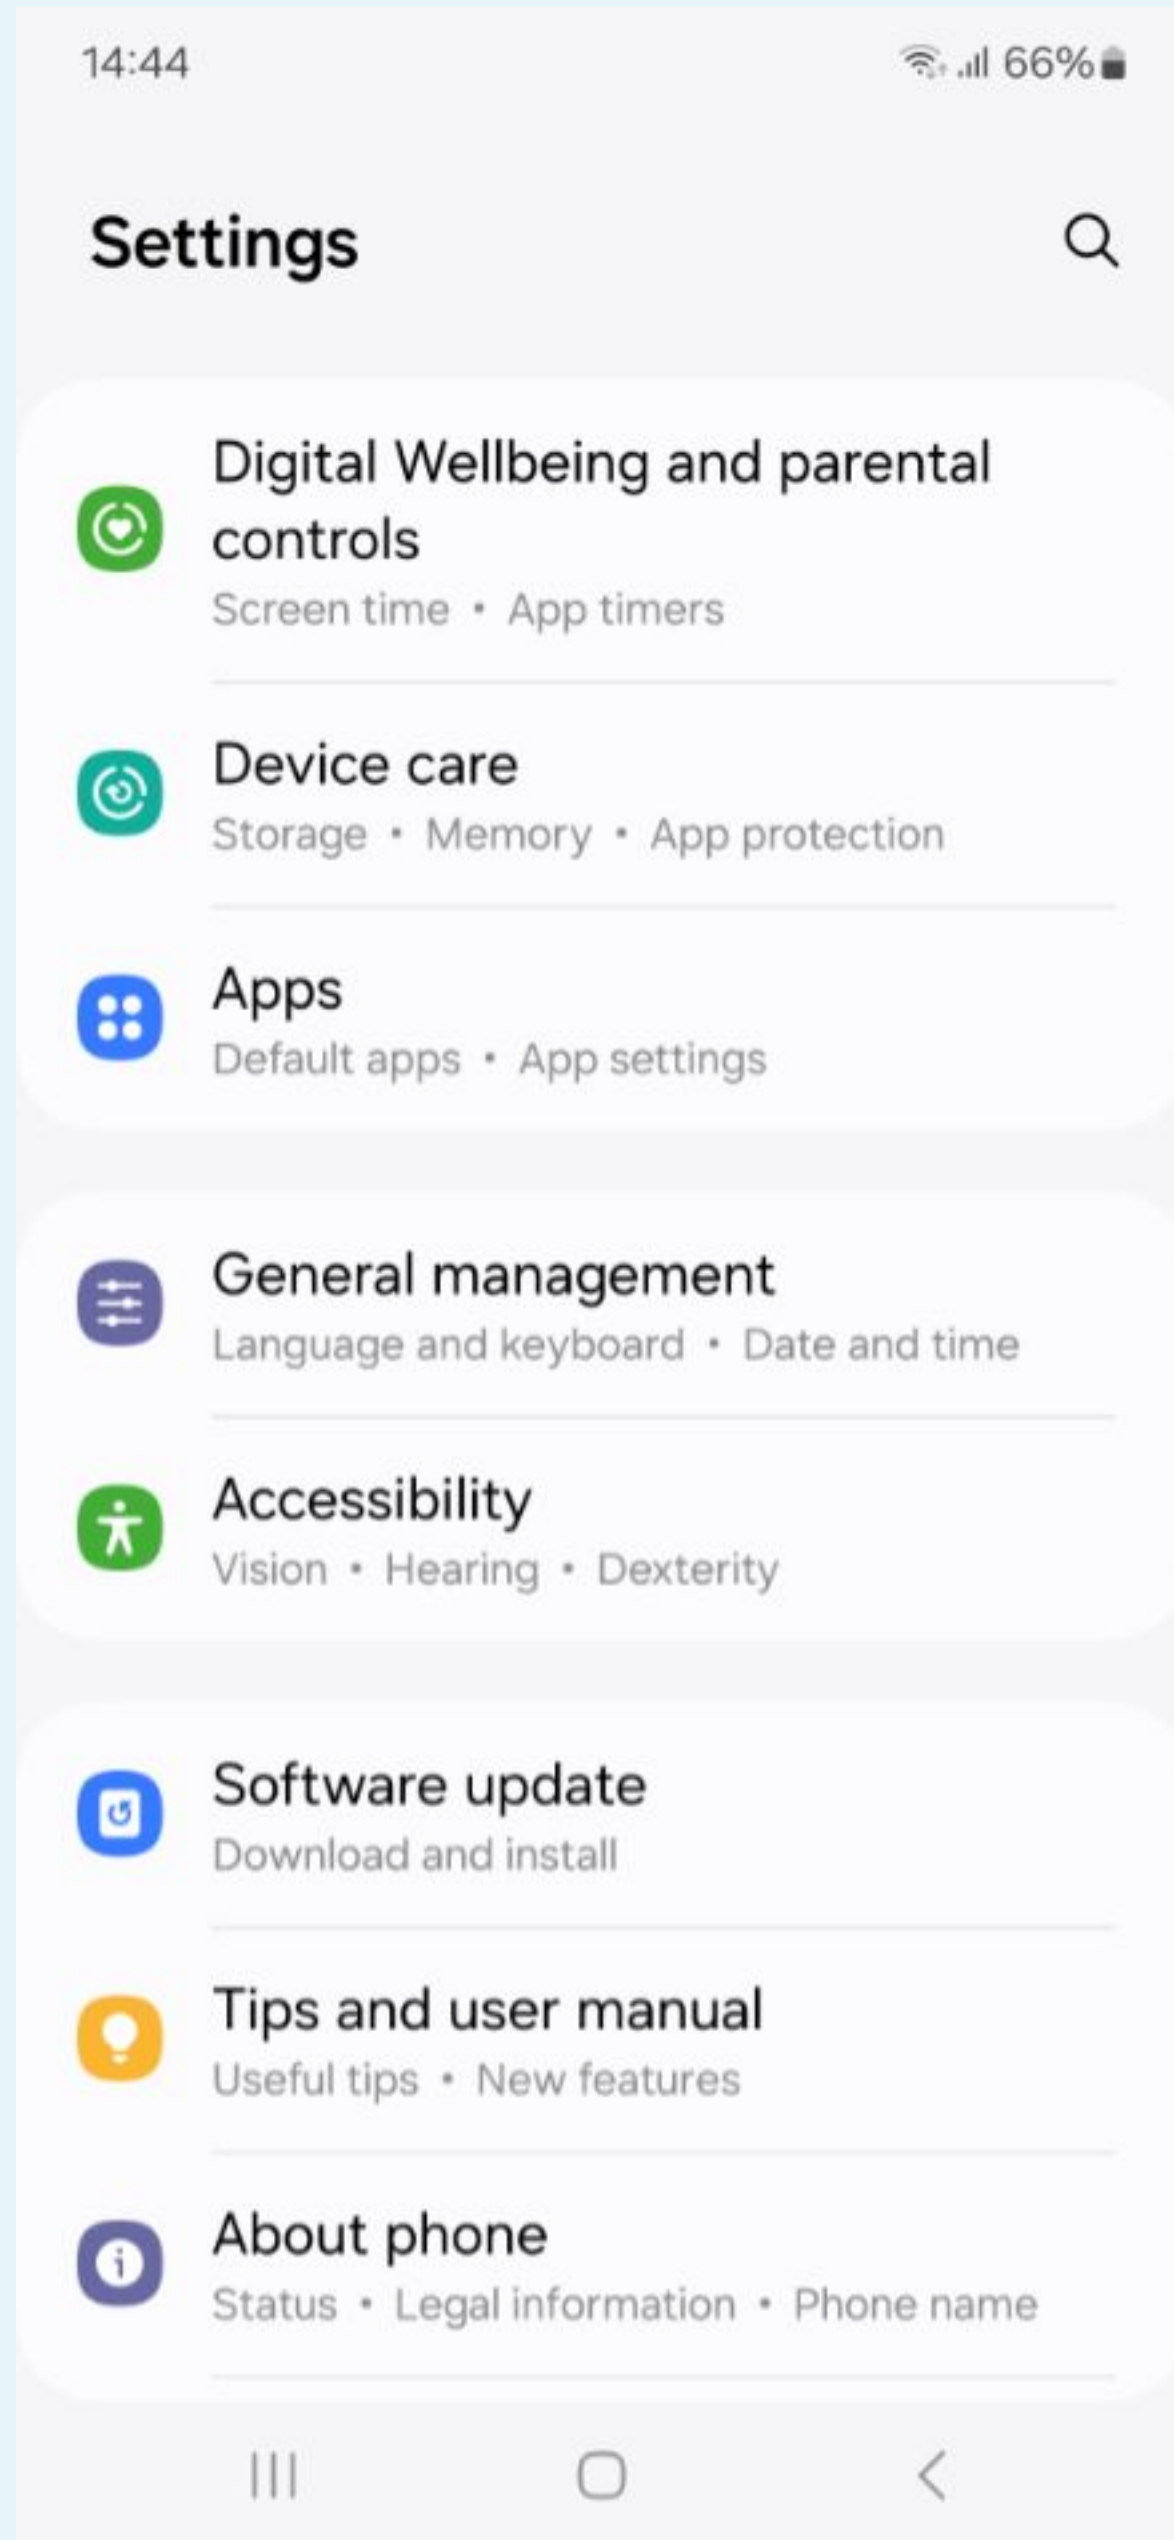 14:44 66%
Settings
Digital Wellbeing and parental
controls
Screen time • App timers
Device care
Storage • Memory • App protection
Apps
Default apps • App settings
General management
Language and keyboard • Date and time
Accessibility
Vision • Hearing • Dexterity
Software update
Download and install
Tips and user manual
Useful tips • New features
About phone
Status • Legal information • Phone name